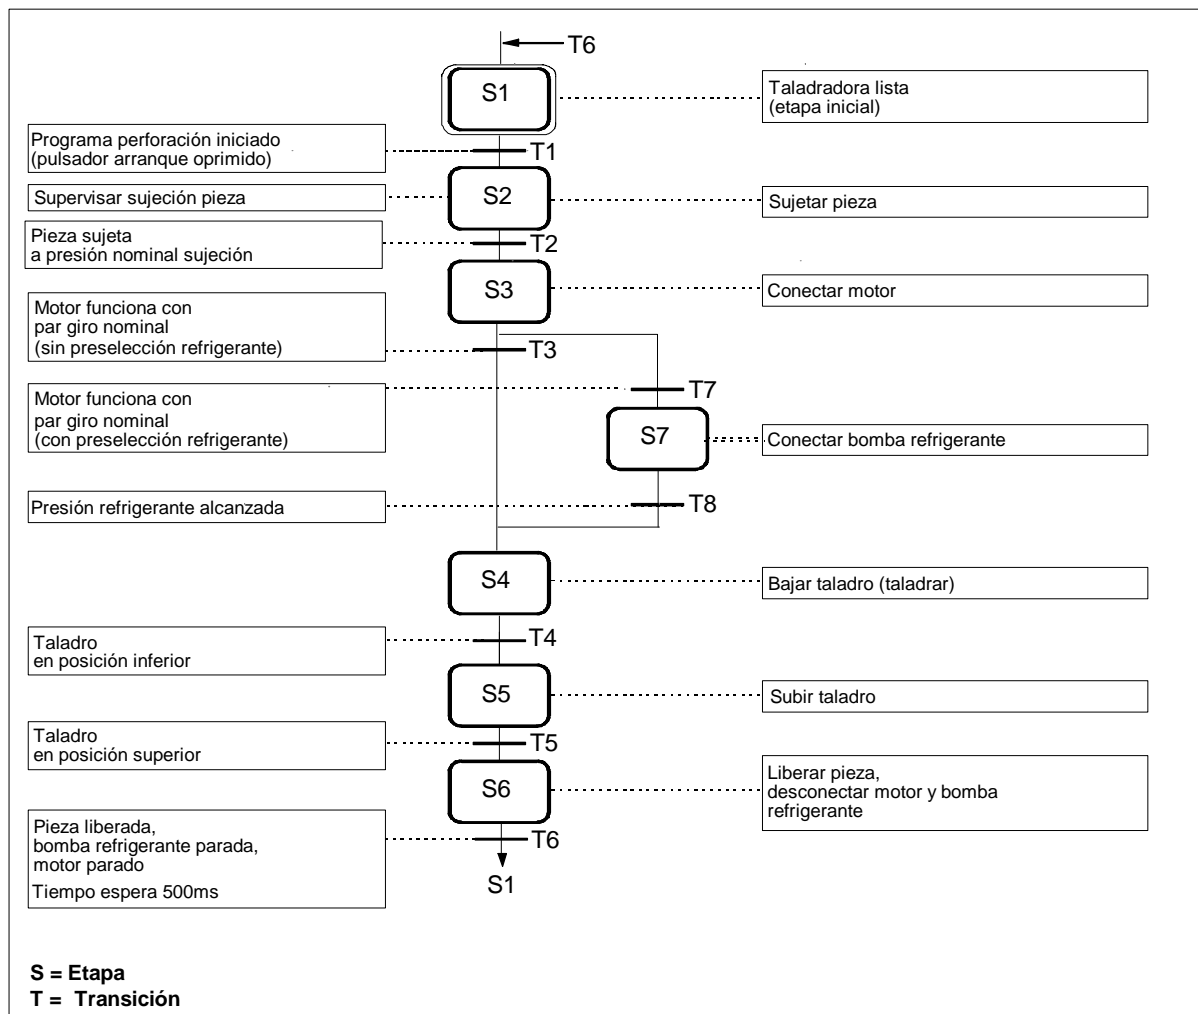 T6
S1
Taladradora lista
(etapa inicial)
Programa perforación iniciado
(pulsador arranque oprimido)
T1
Supervisar sujeción pieza
S2
Sujetar pieza
Pieza sujeta
a presión nominal sujeción
T2
S3
Conectar motor
Motor funciona con
par giro nominal
(sin preselección refrigerante)
T3
Motor funciona con
par giro nominal
(con preselección refrigerante)
T7
S7
Conectar bomba refrigerante
Presión refrigerante alcanzada
T8
S4
Bajar taladro (taladrar)
Taladro
en posición inferior
T4
S5
Subir taladro
Taladro
en posición superior
T5
S6
Liberar pieza,
desconectar motor y bomba
refrigerante
Pieza liberada,
bomba refrigerante parada,
motor parado
Tiempo espera 500ms
T6
S1
S = Etapa
T = Transición